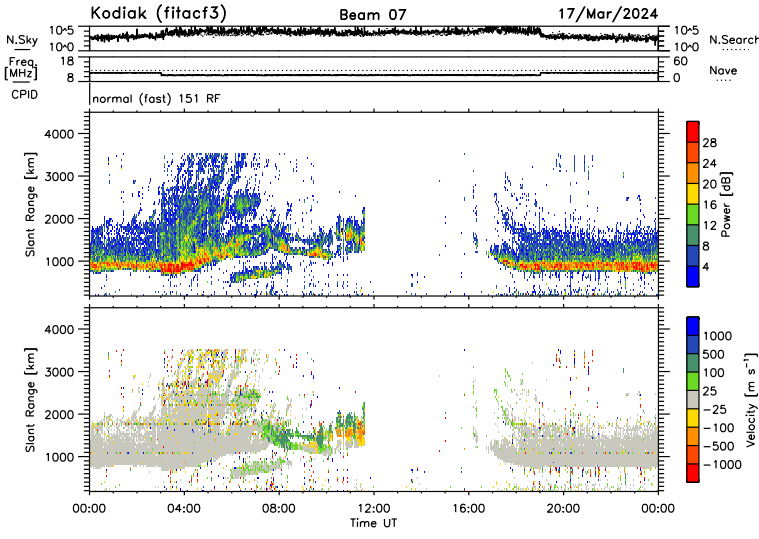 Kodiak (fitacf3) Beam 07 17/Mar/2024
N.Sky 10^5 10^0 10^5 10^0 N.Search
Freq. [MHz] 18 8 60 0 Nave
CPID normal (fast) 151 RF
Slant Range [km] 4000 3000 2000 1000
28 24 20 16 12 8 4 Power [dB]
Slant Range [km] 4000 3000 2000 1000
1000 500 100 25 -25 -100 -500 -1000 Velocity [m s⁻¹]
00:00 04:00 08:00 12:00 16:00 20:00 00:00
Time UT